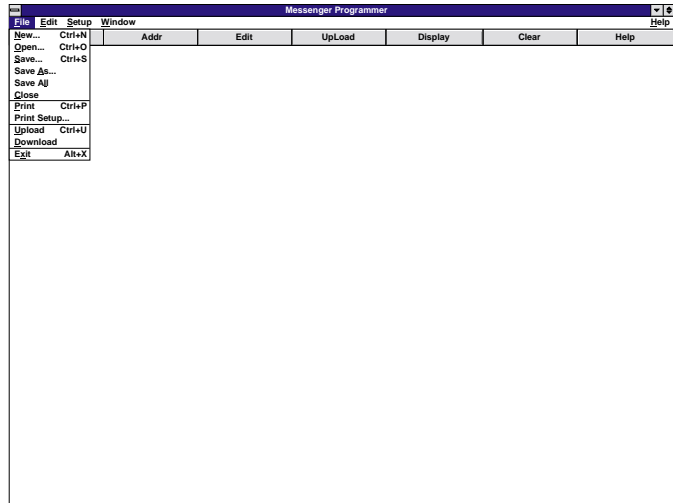 Messenger Programmer
File Edit Setup Window Help
Addr Edit UpLoad Display Clear Help
New... Ctrl+N
Open... Ctrl+O
Save... Ctrl+S
Save As...
Save All
Close
Print Ctrl+P
Print Setup...
Upload Ctrl+U
Download
Exit Alt+X